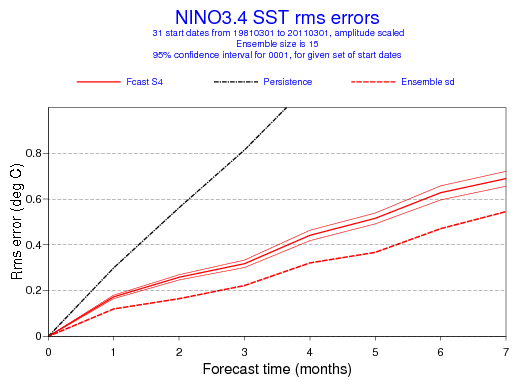 NINO3.4 SST rms errors
31 start dates from 19810301 to 20110301, amplitude scaled
Ensemble size is 15
95% confidence interval for 0001, for given set of start dates
Fcast S4 Persistence Ensemble sd
Rms error (deg C)
0.8
0.6
0.4
0.2
0
0 1 2 3 4 5 6 7
Forecast time (months)